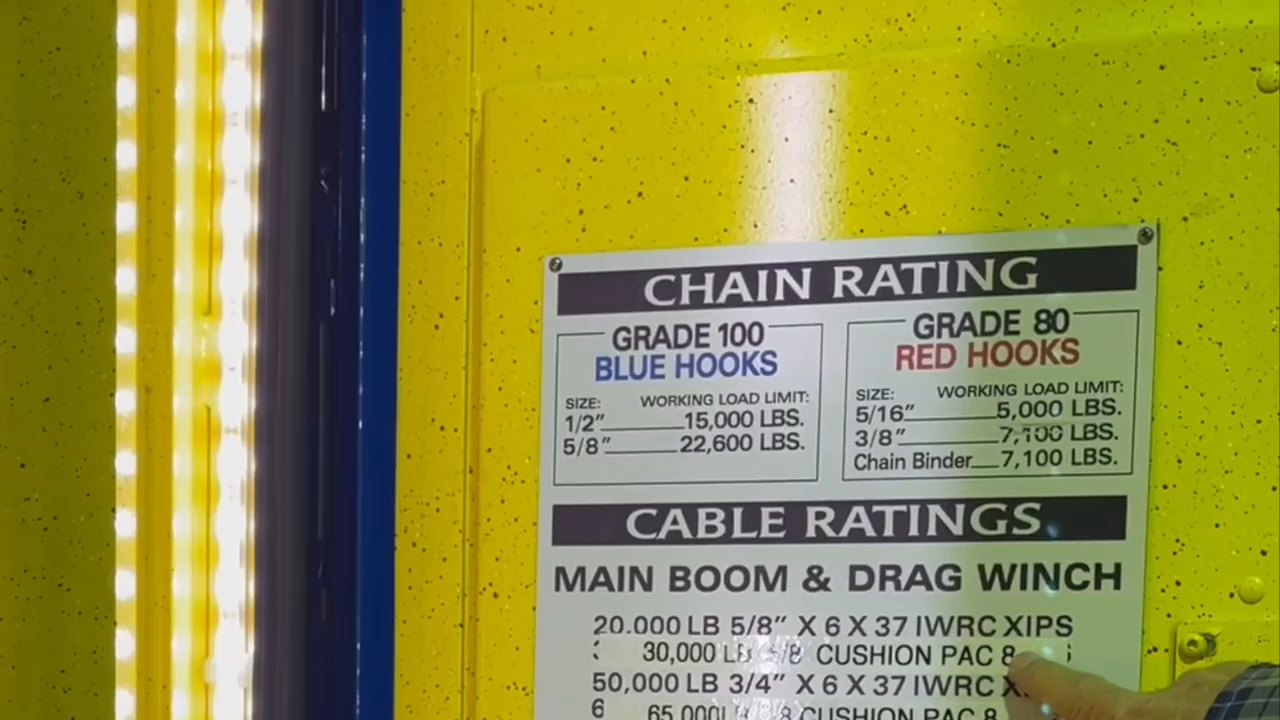 CHAIN RATING
GRADE 100
BLUE HOOKS
SIZE: WORKING LOAD LIMIT:
1/2" 15,000 LBS.
5/8" 22,600 LBS.
GRADE 80
RED HOOKS
SIZE: WORKING LOAD LIMIT:
5/16" 5,000 LBS.
3/8" 7,100 LBS.
Chain Binder 7,100 LBS.
CABLE RATINGS
MAIN BOOM & DRAG WINCH
20,000 LB 5/8" X 6 X 37 IWRC XIPS
30,000 LB CUSHION PAC 8
50,000 LB 3/4" X 6 X 37 IWRC
65,000 CUSHION PAC 8